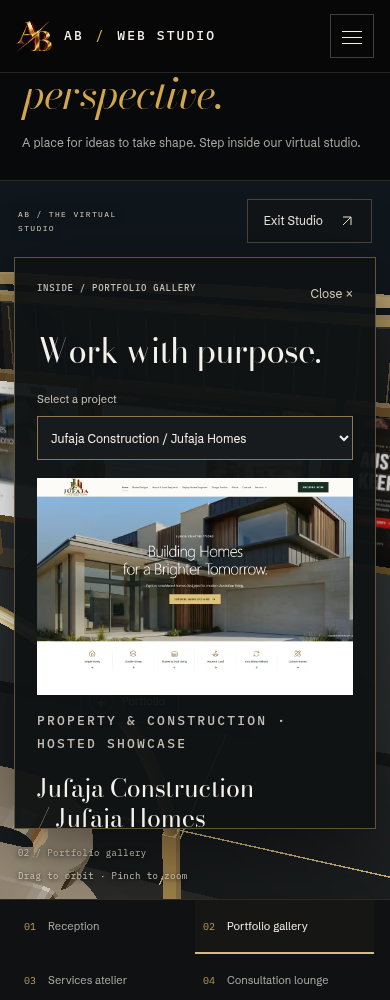 AB
AB / WEB STUDIO
perspective.
A place for ideas to take shape. Step inside our virtual studio.
AB / THE VIRTUAL
STUDIO
Exit Studio
INSIDE / PORTFOLIO GALLERY
Close ×
Work with purpose.
Select a project
Jufaja Construction / Jufaja Homes
JUFAJA
Building Homes
for a Brighter Tomorrow.
Portfolio
PROPERTY & CONSTRUCTION ·
HOSTED SHOWCASE
Jufaja Construction
/ Jufaja Homes
02 / Portfolio gallery
Drag to orbit · Pinch to zoom
01 Reception
02 Portfolio gallery
03 Services atelier
04 Consultation lounge